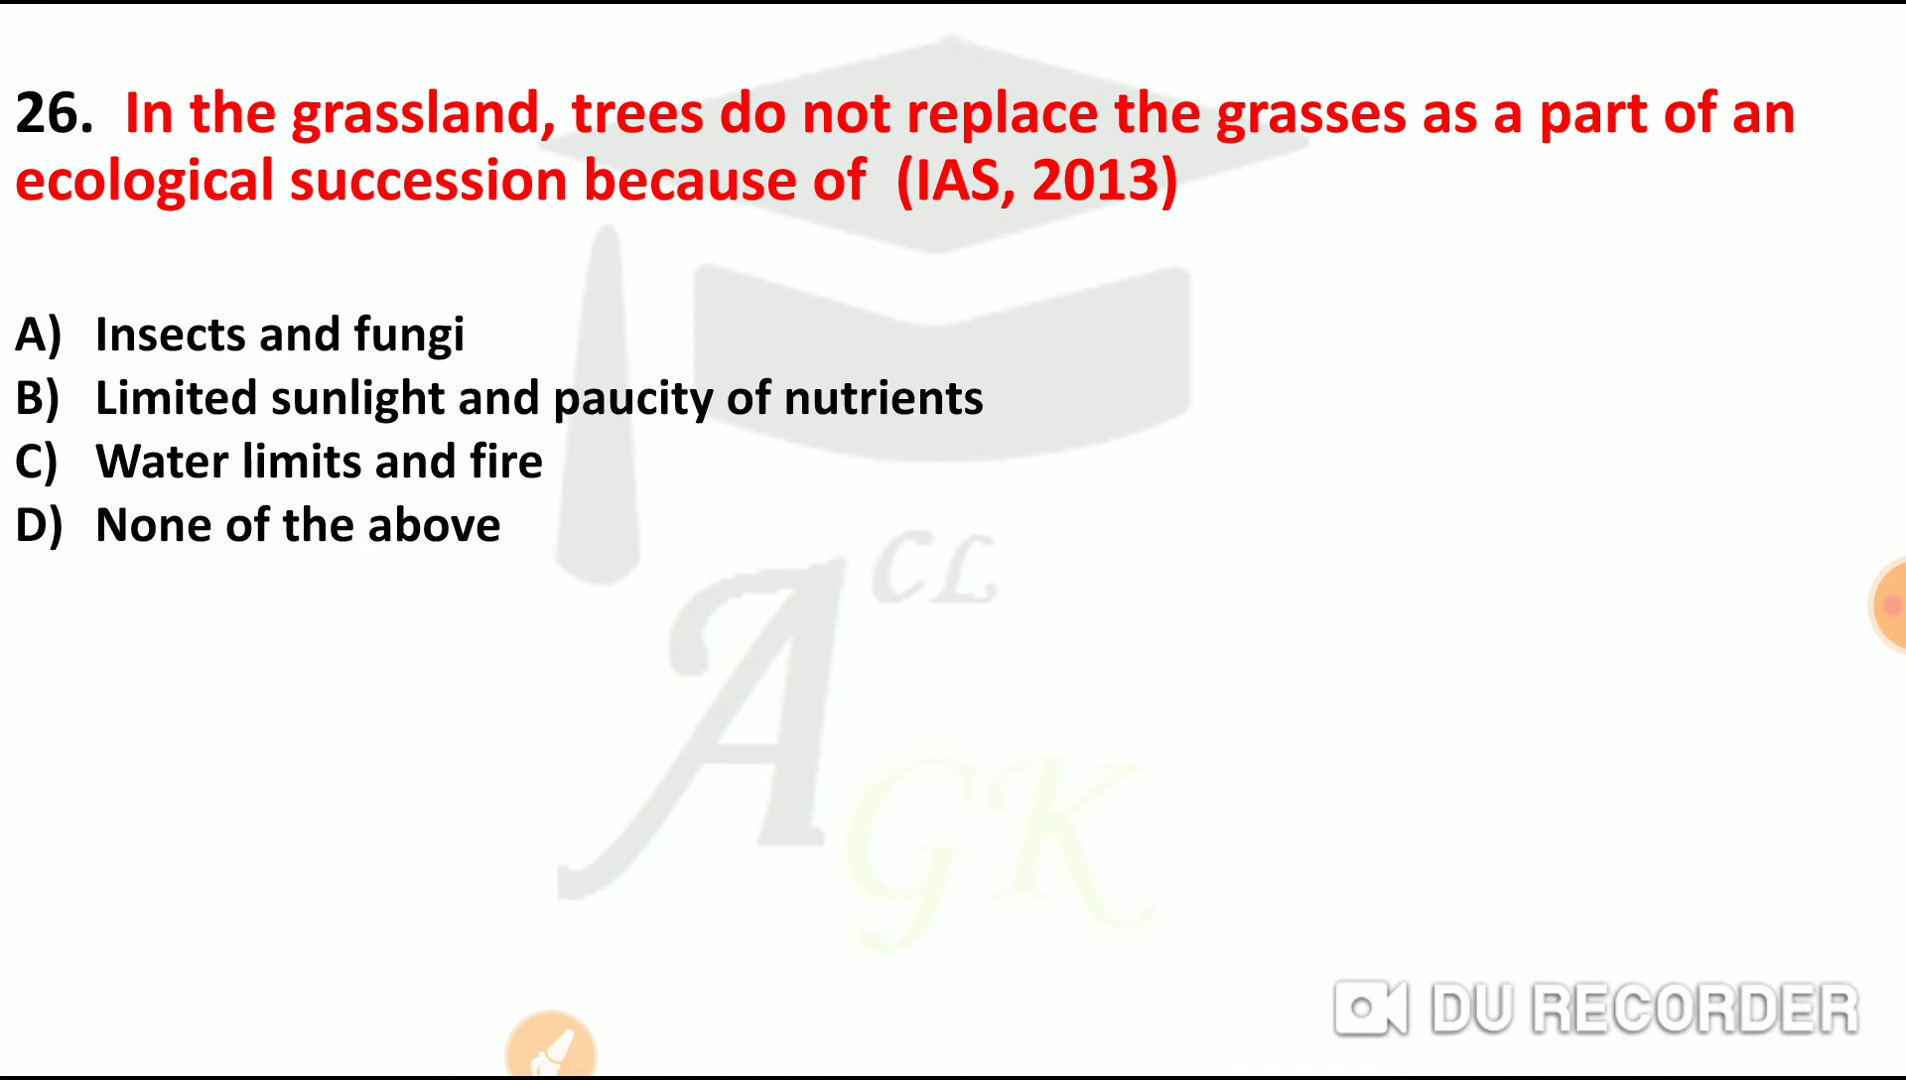 26. In the grassland, trees do not replace the grasses as a part of an
ecological succession because of (IAS, 2013)
A) Insects and fungi
B) Limited sunlight and paucity of nutrients
C) Water limits and fire
D) None of the above
A CL
GK
DU RECORDER